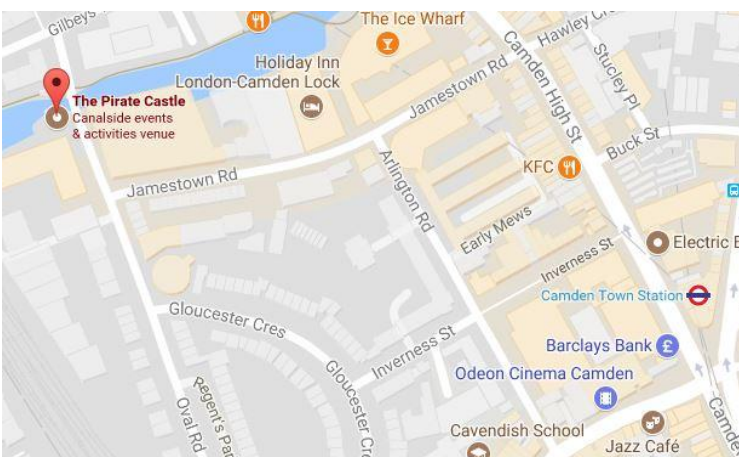 Gilbeys
The Ice Wharf
Hawley Cre
Holiday Inn
London-Camden Lock
Camden High St
Stucley Pl
The Pirate Castle
Canalside events
& activities venue
Jamestown Rd
Buck St
KFC
Jamestown Rd
Arlington Rd
Early Mews
Electric B
Inverness St
Camden Town Station
Gloucester Cres
Inverness St
Barclays Bank
£
Odeon Cinema Camden
Gloucester Cre
Regent's Par
Oval Rd
Camde
Cavendish School
Jazz Café